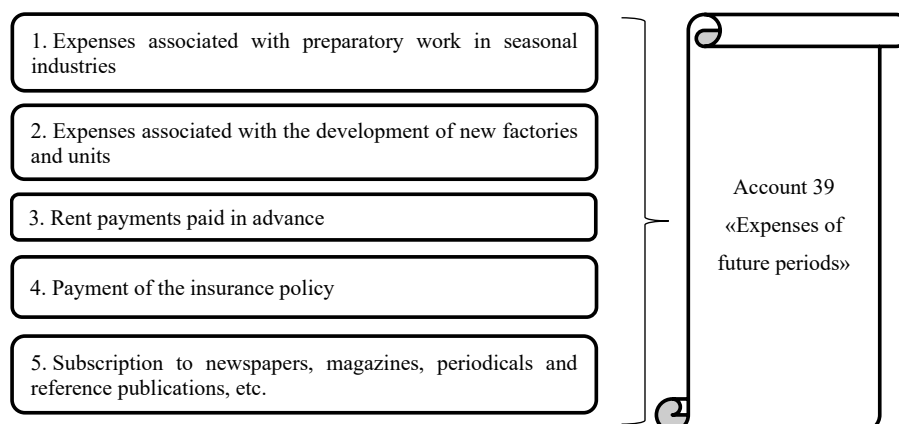 1. Expenses associated with preparatory work in seasonal
industries
2. Expenses associated with the development of new factories
and units
3. Rent payments paid in advance
4. Payment of the insurance policy
5. Subscription to newspapers, magazines, periodicals and
reference publications, etc.
Account 39
«Expenses of
future periods»